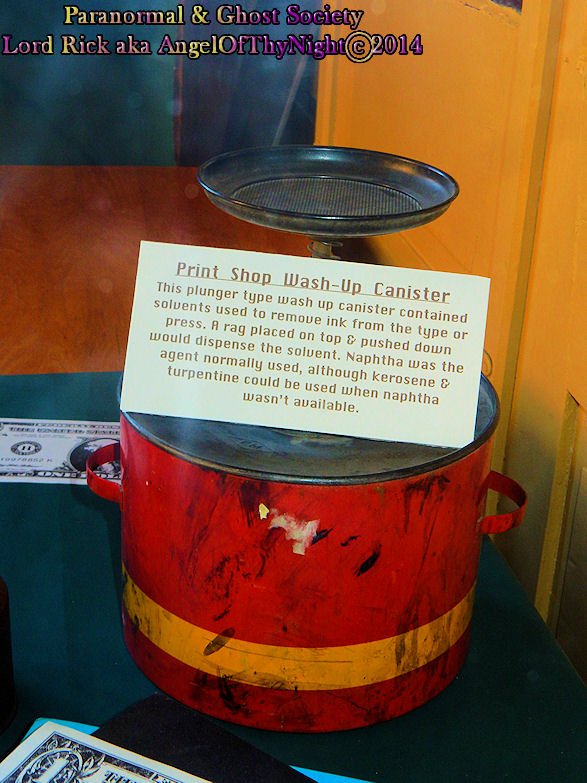 Paranormal & Ghost Society
Lord Rick aka AngelOfThyNight©2014
Print Shop Wash-Up Canister
This plunger type wash up canister contained
solvents used to remove ink from the type or
press. A rag placed on top & pushed down
would dispense the solvent. Naphtha was the
agent normally used, although kerosene &
turpentine could be used when naphtha
wasn't available.